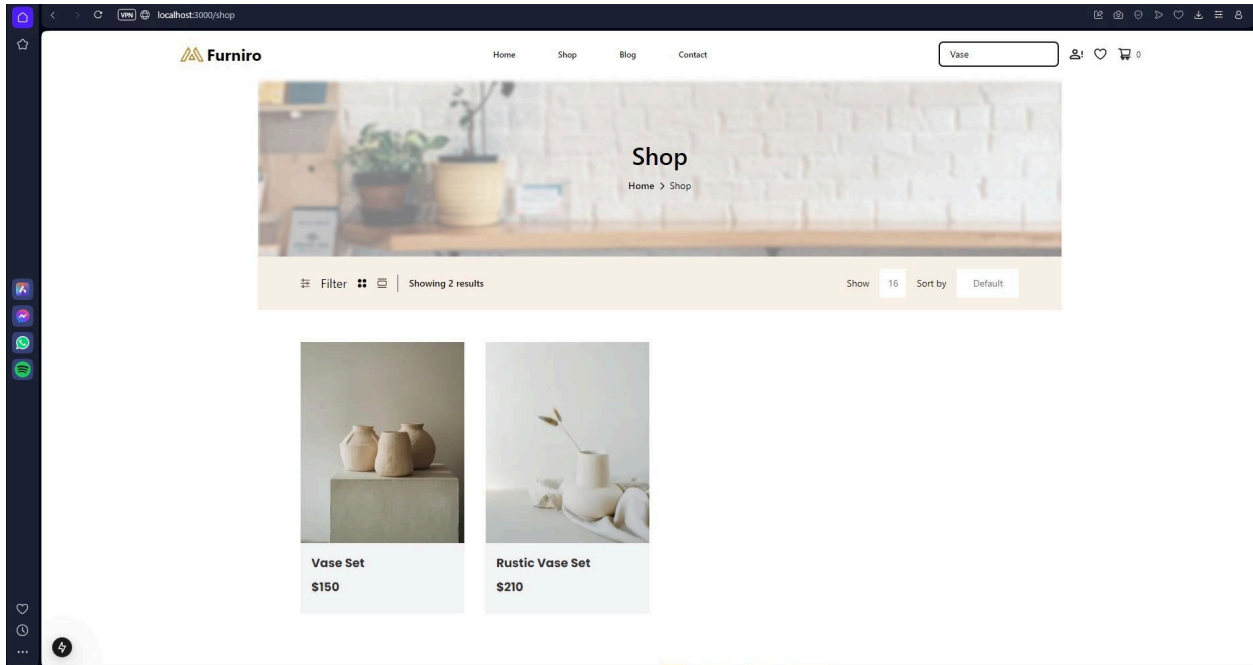 VPN localhost:3000/shop
Furniro Home Shop Blog Contact Vase 0
Shop
Home > Shop
Filter Showing 2 results Show 16 Sort by Default
Vase Set
$150
Rustic Vase Set
$210